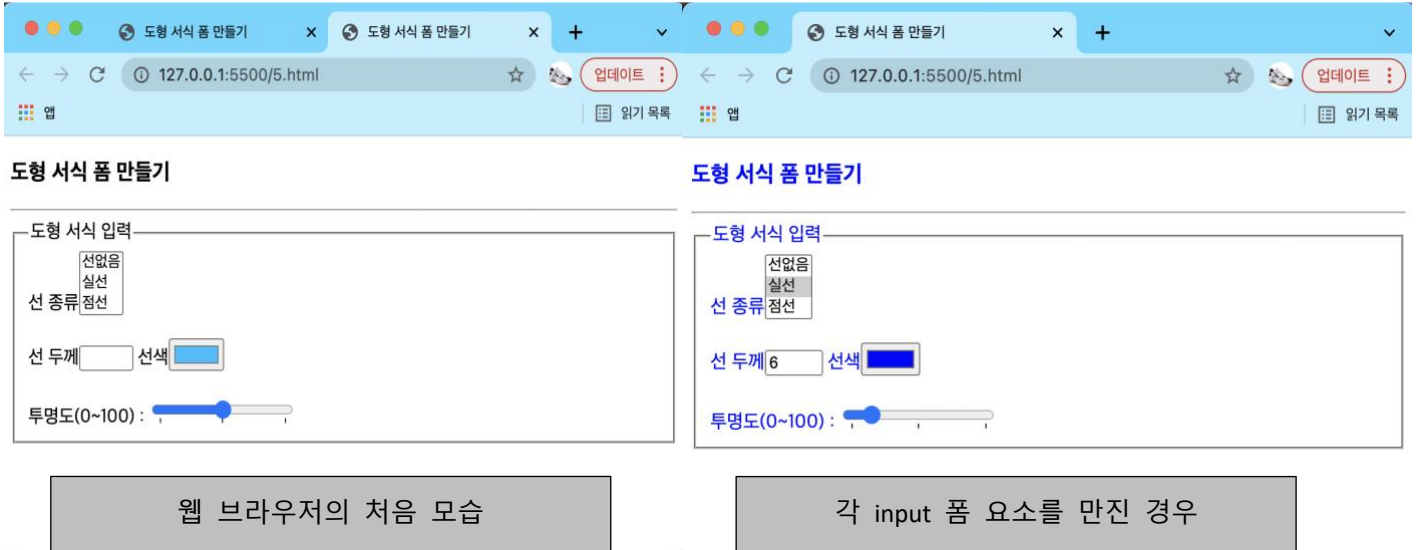 도형 서식 폼 만들기
도형 서식 폼 만들기
127.0.0.1:5500/5.html
업데이트
앱
읽기 목록
도형 서식 폼 만들기
도형 서식 입력
선없음
실선
선 종류 점선
선 두께 선색
투명도(0~100) :
웹 브라우저의 처음 모습
도형 서식 폼 만들기
127.0.0.1:5500/5.html
업데이트
앱
읽기 목록
도형 서식 폼 만들기
도형 서식 입력
선없음
실선
선 종류 점선
선 두께 6 선색
투명도(0~100) :
각 input 폼 요소를 만진 경우